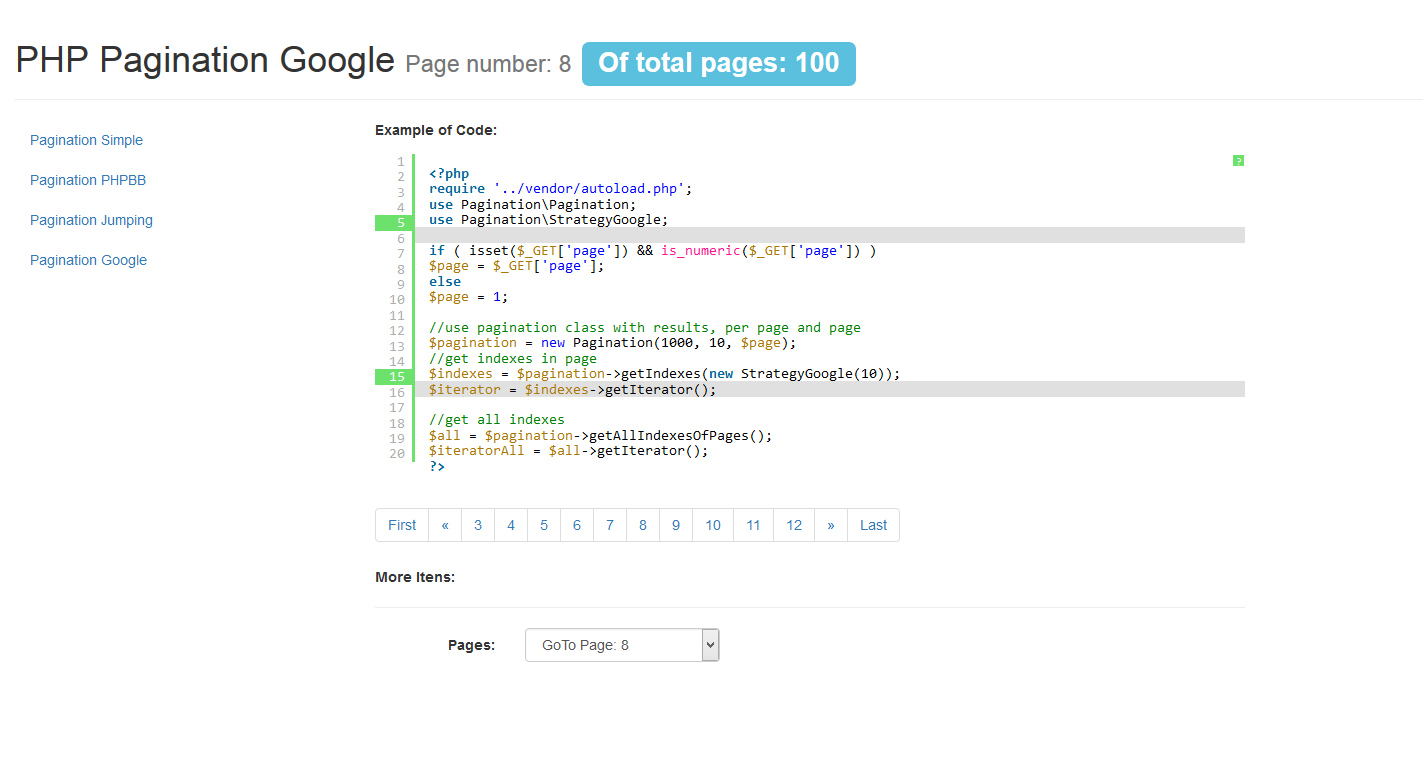 PHP Pagination Google Page number: 8 Of total pages: 100
Pagination Simple
Pagination PHPBB
Pagination Jumping
Pagination Google
Example of Code:
?
1
2 <?php
3 require '../vendor/autoload.php';
4 use Pagination\Pagination;
5 use Pagination\StrategyGoogle;
6
7 if ( isset($_GET['page']) && is_numeric($_GET['page']) )
8 $page = $_GET['page'];
9 else
10 $page = 1;
11
12 //use pagination class with results, per page and page
13 $pagination = new Pagination(1000, 10, $page);
14 //get indexes in page
15 $indexes = $pagination->getIndexes(new StrategyGoogle(10));
16 $iterator = $indexes->getIterator();
17
18 //get all indexes
19 $all = $pagination->getAllIndexesOfPages();
20 $iteratorAll = $all->getIterator();
?>
First « 3 4 5 6 7 8 9 10 11 12 » Last
More Itens:
Pages: GoTo Page: 8